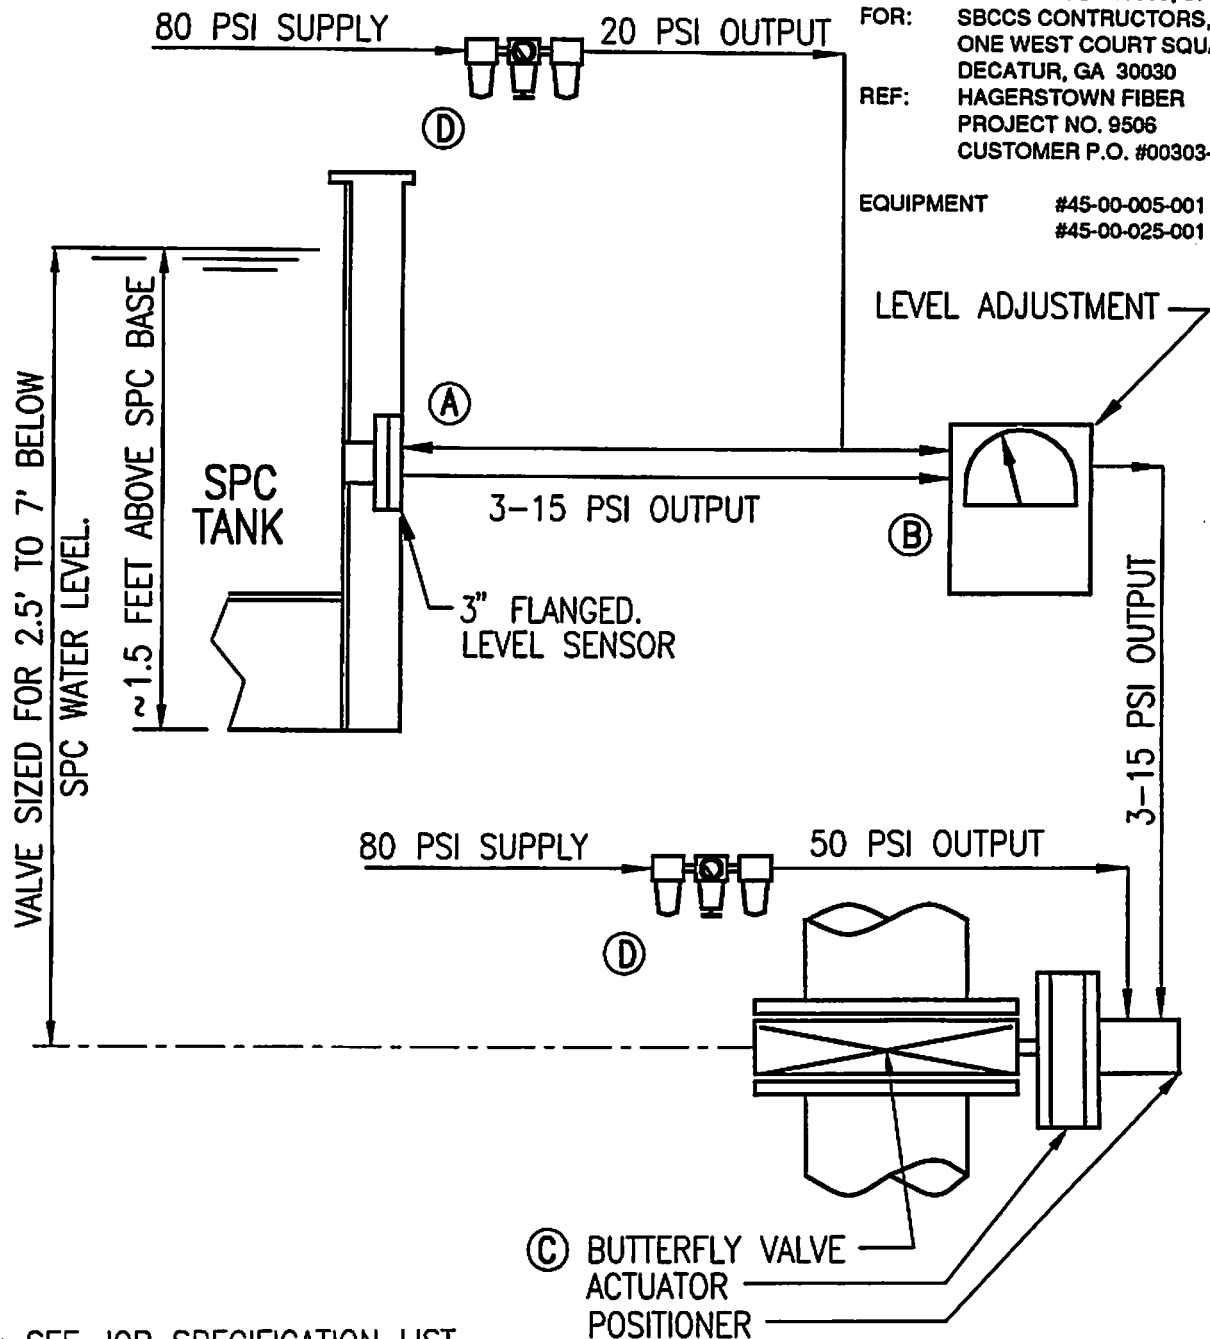 FOR: SBCCS CONTRUCTORS,
ONE WEST COURT
DECATUR, GA 30030
REF: HAGERSTOWN FIBER
PROJECT NO. 9506
CUSTOMER P.O. #00303-
EQUIPMENT #45-00-005-001
#45-00-025-001
80 PSI SUPPLY
20 PSI OUTPUT
D
LEVEL ADJUSTMENT
A
SPC
TANK
3-15 PSI OUTPUT
B
3" FLANGED.
LEVEL SENSOR
VALVE SIZED FOR 2.5' TO 7' BELOW
SPC WATER LEVEL.
~1.5 FEET ABOVE SPC BASE
3-15 PSI OUTPUT
80 PSI SUPPLY
50 PSI OUTPUT
D
C BUTTERFLY VALVE
ACTUATOR
POSITIONER
SEE JOB SPECIFICATION LIST